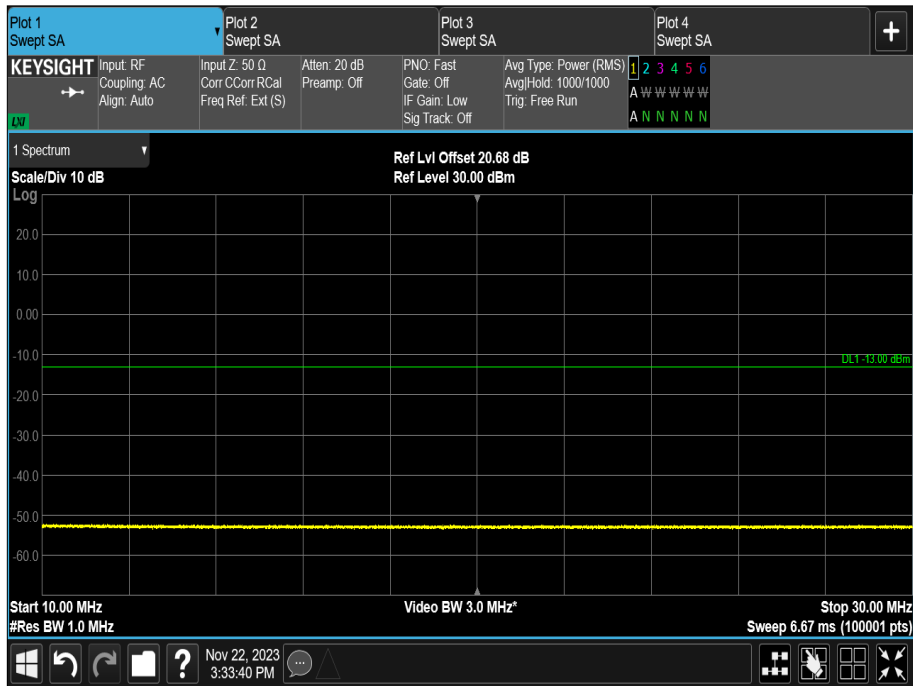 Plot 1
Swept SA
Plot 2
Swept SA
Plot 3
Swept SA
Plot 4
Swept SA
+
KEYSIGHT
Input: RF
Coupling: AC
Align: Auto
Input Z: 50 Ω
Corr CCorr RCal
Freq Ref: Ext (S)
Atten: 20 dB
Preamp: Off
PNO: Fast
Gate: Off
IF Gain: Low
Sig Track: Off
Avg Type: Power (RMS)
Avg|Hold: 1000/1000
Trig: Free Run
1 2 3 4 5 6
A W W W W W
A N N N N N
LXI
1 Spectrum
Scale/Div 10 dB
Ref Lvl Offset 20.68 dB
Ref Level 30.00 dBm
Log
20.0
10.0
0.00
-10.0
DL1 -13.00 dBm
-20.0
-30.0
-40.0
-50.0
-60.0
Start 10.00 MHz
#Res BW 1.0 MHz
Video BW 3.0 MHz*
Stop 30.00 MHz
Sweep 6.67 ms (100001 pts)
?
Nov 22, 2023
3:33:40 PM